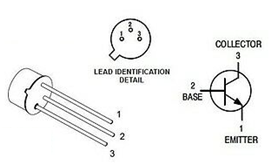 2
1 3
LEAD IDENTIFICATION
DETAIL
COLLECTOR
3
2
BASE
1
EMITTER
1
2
3